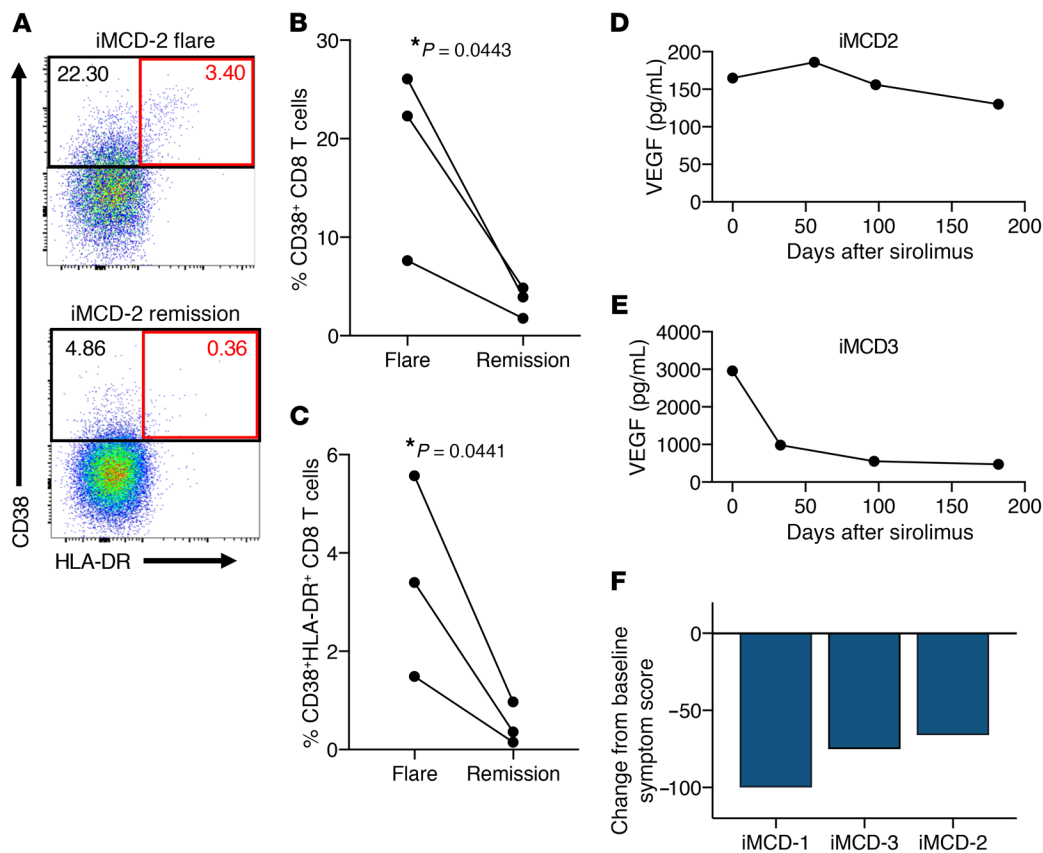 A
iMCD-2 flare
22.30
3.40
iMCD-2 remission
4.86
0.36
CD38
HLA-DR
B
*P = 0.0443
% CD38⁺ CD8 T cells
30
20
10
0
Flare Remission
C
*P = 0.0441
% CD38⁺HLA-DR⁺ CD8 T cells
6
4
2
0
Flare Remission
D
iMCD2
VEGF (pg/mL)
200
150
100
50
0
0 50 100 150 200
Days after sirolimus
E
iMCD3
VEGF (pg/mL)
4000
3000
2000
1000
0
0 50 100 150 200
Days after sirolimus
F
Change from baseline
symptom score
0
−50
−100
iMCD-1 iMCD-3 iMCD-2